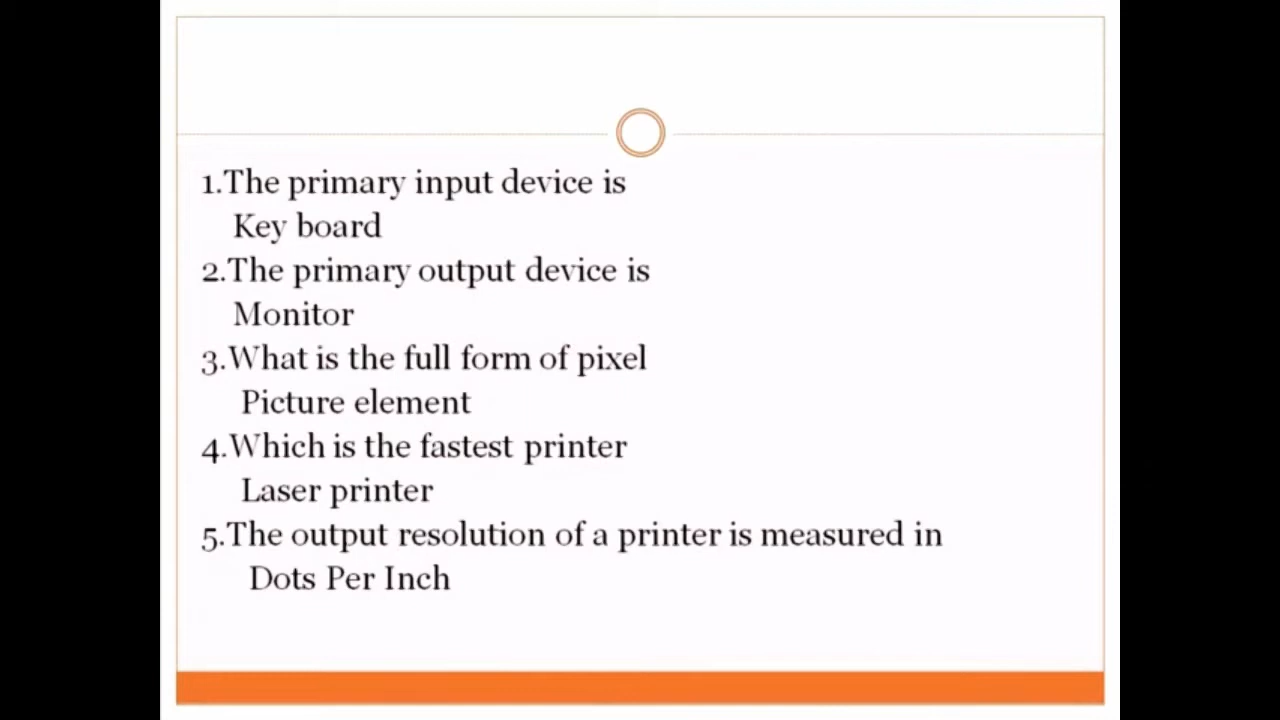 1.The primary input device is
Key board
2.The primary output device is
Monitor
3.What is the full form of pixel
Picture element
4.Which is the fastest printer
Laser printer
5.The output resolution of a printer is measured in
Dots Per Inch